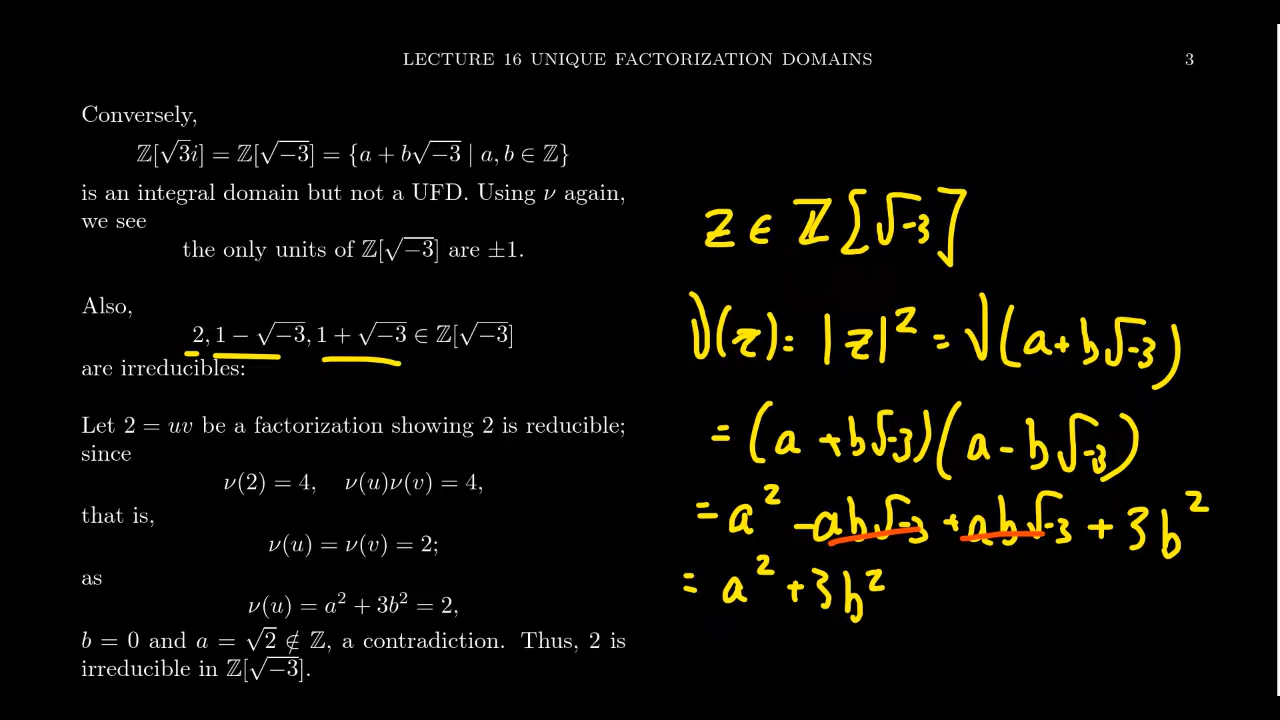 LECTURE 16 UNIQUE FACTORIZATION DOMAINS 3
Conversely,
ℤ[√3i] = ℤ[√−3] = {a + b√−3 | a, b ∈ ℤ}
is an integral domain but not a UFD. Using ν again,
we see
the only units of ℤ[√−3] are ±1.
Also,
2, 1 − √−3, 1 + √−3 ∈ ℤ[√−3]
are irreducibles:
Let 2 = uv be a factorization showing 2 is reducible;
since
ν(2) = 4, ν(u)ν(v) = 4,
that is,
ν(u) = ν(v) = 2;
as
ν(u) = a² + 3b² = 2,
b = 0 and a = √2 ∉ ℤ, a contradiction. Thus, 2 is
irreducible in ℤ[√−3].
z ∈ ℤ[√-3]
ν(z) = |z|² = ν(a + b√-3)
= (a + b√-3)(a - b√-3)
= a² - ab√-3 + ab√-3 + 3b²
= a² + 3b²